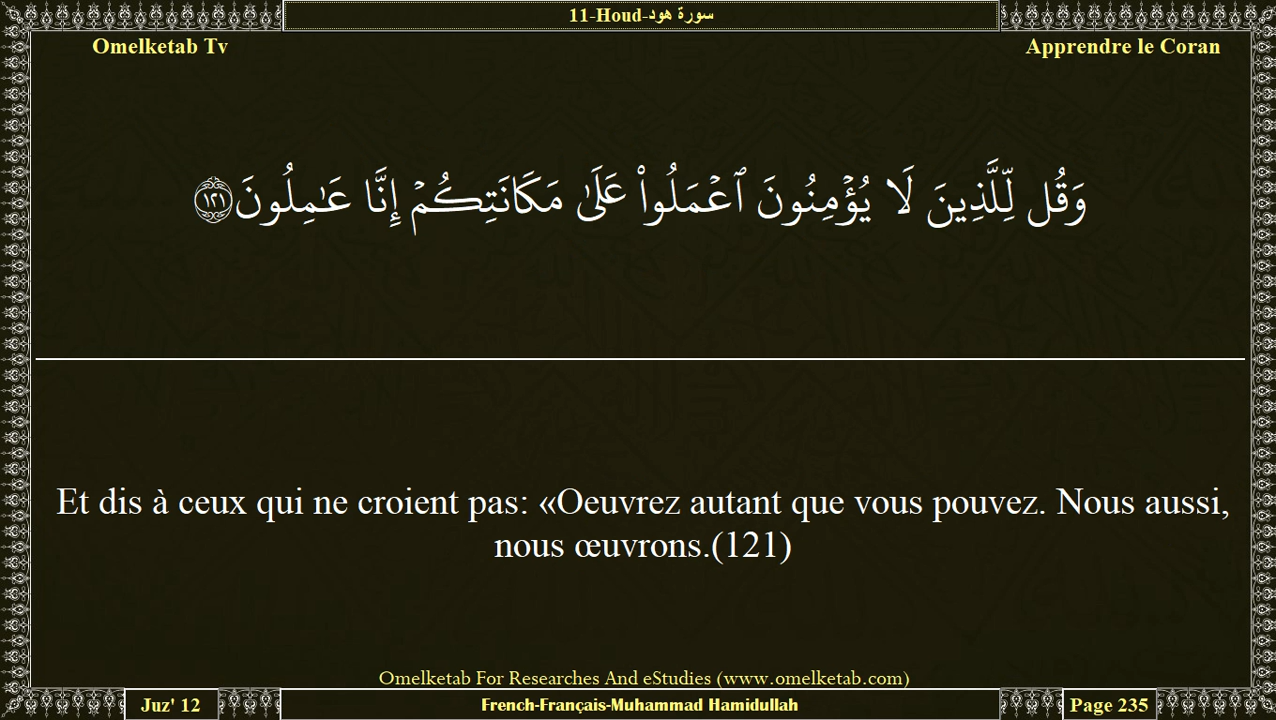 11-Houd-سورة هود
Omelketab Tv
Apprendre le Coran
وَقُل لِّلَّذِينَ لَا يُؤۡمِنُونَ ٱعۡمَلُواْ عَلَىٰ مَكَانَتِكُمۡ إِنَّا عَٰمِلُونَ ١٢١
Et dis à ceux qui ne croient pas: «Oeuvrez autant que vous pouvez. Nous aussi,
nous œuvrons.(121)
Omelketab For Researches And eStudies (www.omelketab.com)
Juz' 12
French-Français-Muhammad Hamidullah
Page 235